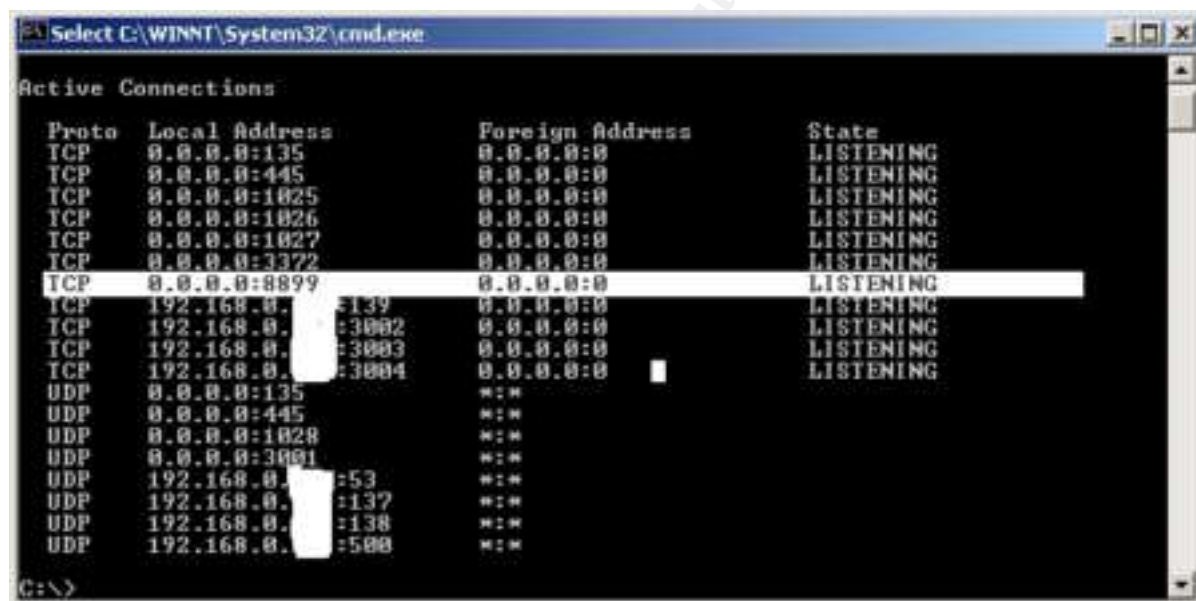 Select C:\WINNT\System32\cmd.exe
Active Connections
Proto Local Address Foreign Address State
TCP 0.0.0.0:135 0.0.0.0:0 LISTENING
TCP 0.0.0.0:445 0.0.0.0:0 LISTENING
TCP 0.0.0.0:1025 0.0.0.0:0 LISTENING
TCP 0.0.0.0:1026 0.0.0.0:0 LISTENING
TCP 0.0.0.0:1027 0.0.0.0:0 LISTENING
TCP 0.0.0.0:3372 0.0.0.0:0 LISTENING
TCP 0.0.0.0:8899 0.0.0.0:0 LISTENING
TCP 192.168.0. :139 0.0.0.0:0 LISTENING
TCP 192.168.0. :3002 0.0.0.0:0 LISTENING
TCP 192.168.0. :3003 0.0.0.0:0 LISTENING
TCP 192.168.0. :3004 0.0.0.0:0 LISTENING
UDP 0.0.0.0:135 *:*
UDP 0.0.0.0:445 *:*
UDP 0.0.0.0:1028 *:*
UDP 0.0.0.0:3001 *:*
UDP 192.168.0. :53 *:*
UDP 192.168.0. :137 *:*
UDP 192.168.0. :138 *:*
UDP 192.168.0. :500 *:*
C:\>